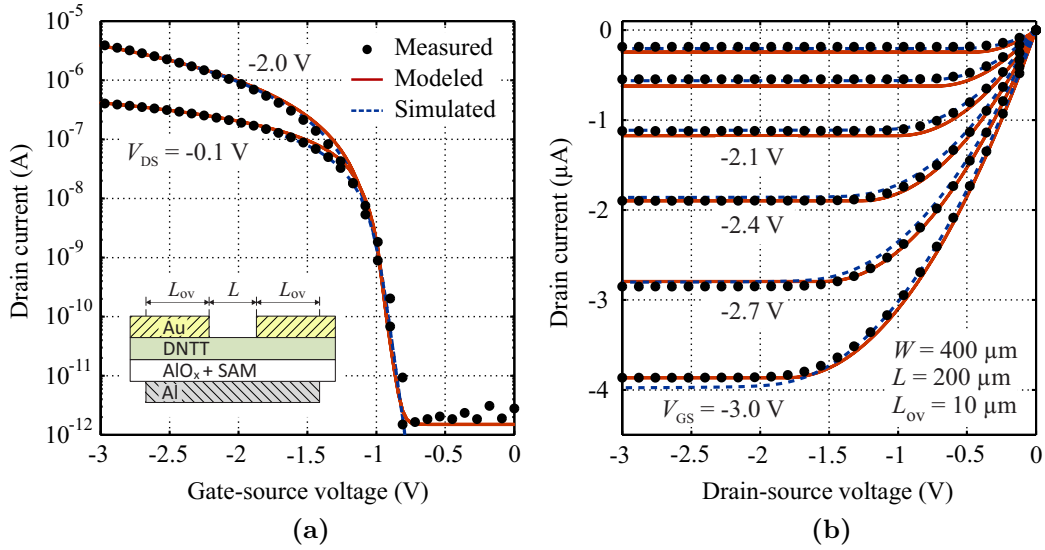 10⁻⁵
10⁻⁶
10⁻⁷
10⁻⁸
10⁻⁹
10⁻¹⁰
10⁻¹¹
10⁻¹²
Drain current (A)
-2.0 V
V_DS = -0.1 V
Measured
Modeled
Simulated
L_ov L L_ov
Au
DNTT
AlOₓ + SAM
Al
-3 -2.5 -2 -1.5 -1 -0.5 0
Gate-source voltage (V)
(a)
0
-1
-2
-3
-4
Drain current (µA)
-2.1 V
-2.4 V
-2.7 V
V_GS = -3.0 V
W = 400 µm
L = 200 µm
L_ov = 10 µm
-3 -2.5 -2 -1.5 -1 -0.5 0
Drain-source voltage (V)
(b)